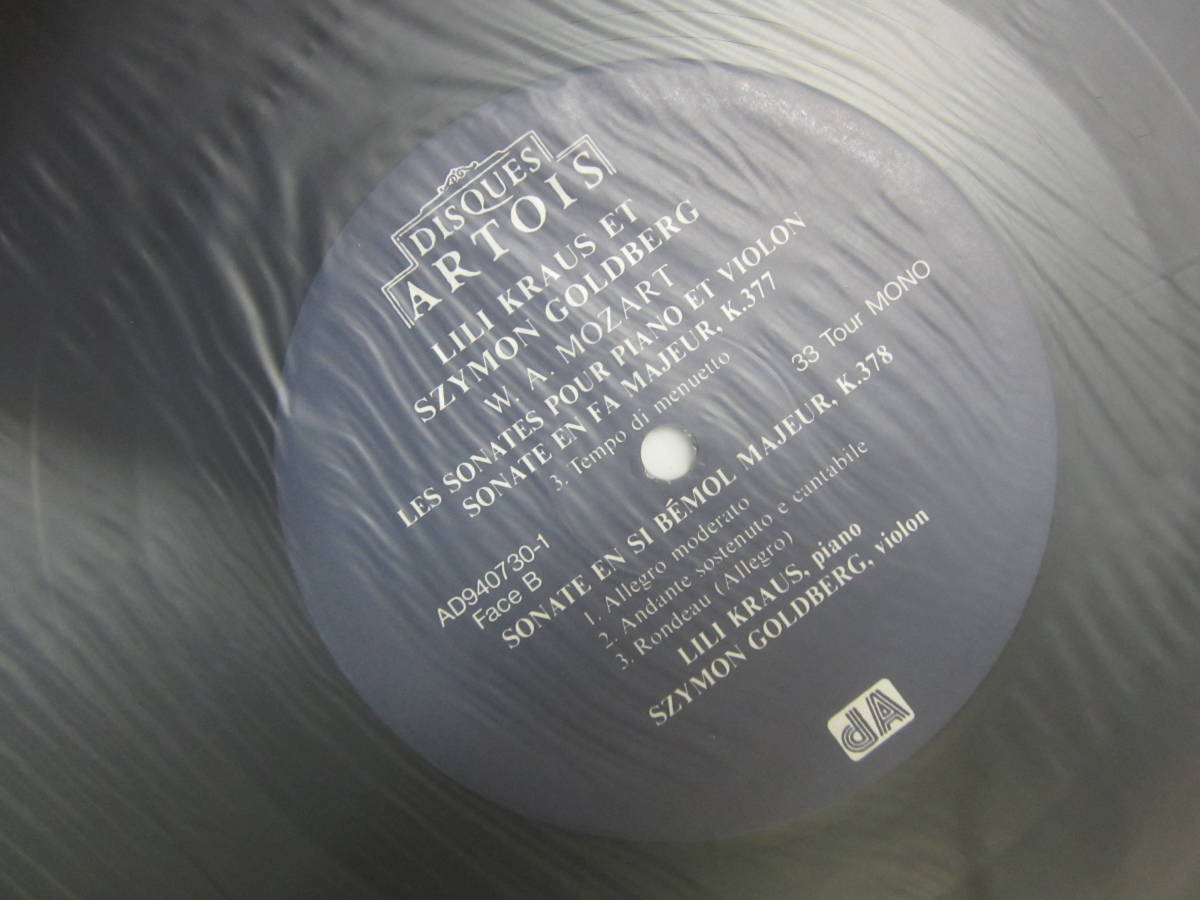 DISQUES
ARTOIS
LILI KRAUS ET
SZYMON GOLDBERG
W. A. MOZART
LES SONATES POUR PIANO ET VIOLON
SONATE EN FA MAJEUR, K.377
3. Tempo di menuetto
33 Tour MONO
AD940730-1
Face B
SONATE EN SI BÉMOL MAJEUR, K.378
1. Allegro moderato
2. Andante sostenuto e cantabile
3. Rondeau (Allegro)
LILI KRAUS, piano
SZYMON GOLDBERG, violon
dA